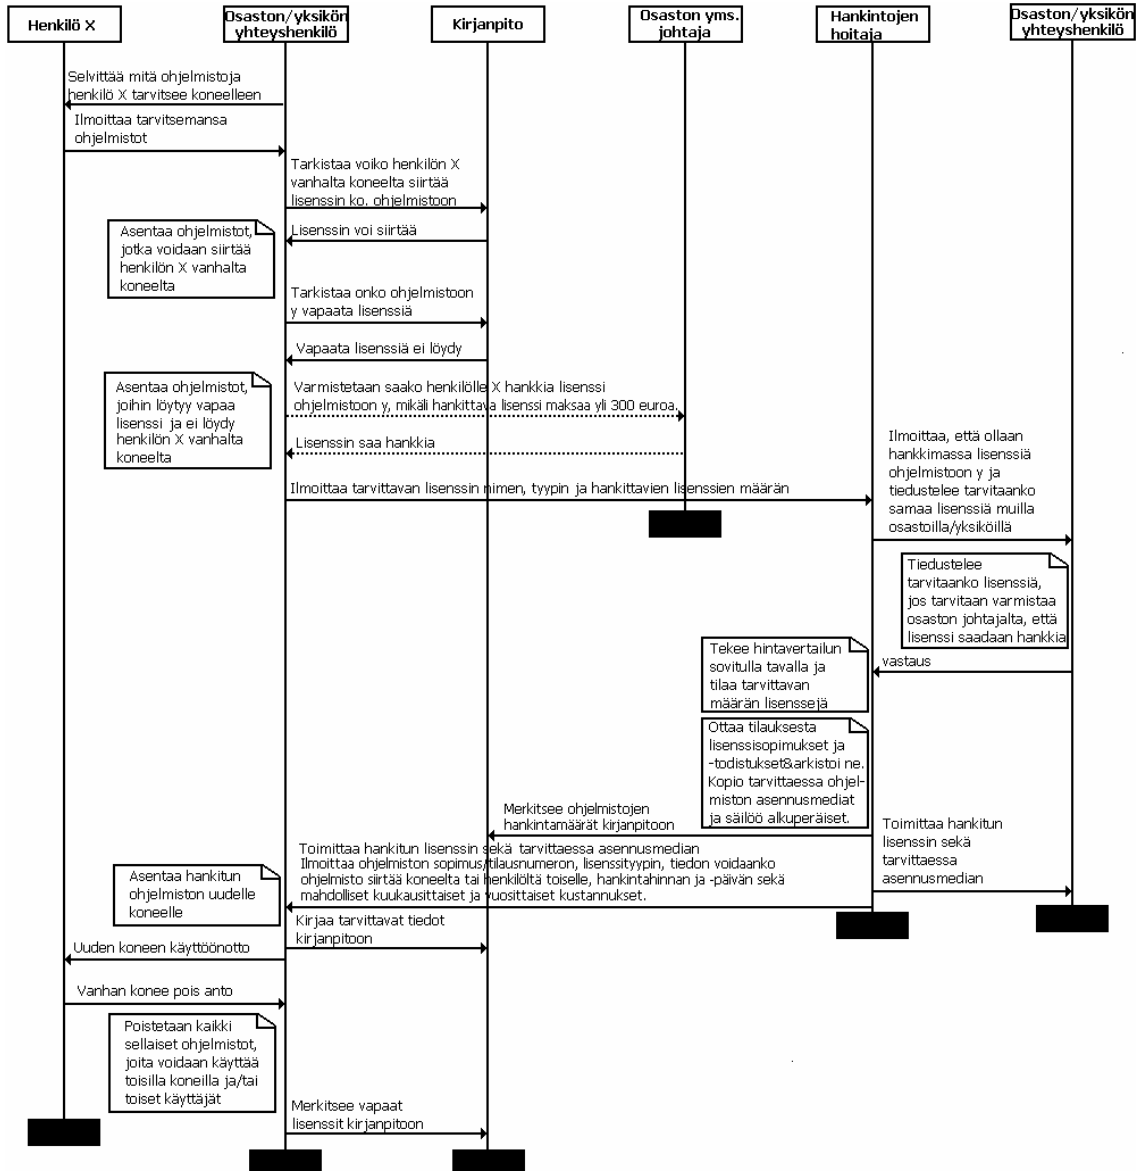 Henkilö X
Osaston/yksikön
yhteyshenkilö
Kirjanpito
Osaston yms.
johtaja
Hankintojen
hoitaja
Osaston/yksikön
yhteyshenkilö
Selvittää mitä ohjelmistoja
henkilö X tarvitsee koneelleen
Ilmoittaa tarvitsemansa
ohjelmistot
Tarkistaa voiko henkilön X
vanhalta koneelta siirtää
lisenssin ko. ohjelmistoon
Asentaa ohjelmistot,
jotka voidaan siirtää
henkilön X vanhalta
koneelta
Lisenssin voi siirtää
Tarkistaa onko ohjelmistoon
y vapaata lisenssiä
Vapaata lisenssiä ei löydy
Asentaa ohjelmistot,
joihin löytyy vapaa
lisenssi ja ei löydy
henkilön X vanhalta
koneelta
Varmistetaan saako henkilölle X hankkia lisenssi
ohjelmistoon y, mikäli hankittava lisenssi maksaa yli 300 euroa.
Lisenssin saa hankkia
Ilmoittaa tarvittavan lisenssin nimen, tyypin ja hankittavien lisenssien määrän
Ilmoittaa, että ollaan
hankkimassa lisenssiä
ohjelmistoon y ja
tiedustelee tarvitaanko
samaa lisenssiä muilla
osastoilla/yksiköillä
Tiedustelee
tarvitaanko lisenssiä,
jos tarvitaan varmistaa
osaston johtajalta, että
lisenssi saadaan hankkia
vastaus
Tekee hintavertailun
sovitulla tavalla ja
tilaa tarvittavan
määrän lisenssejä
Ottaa tilauksesta
lisenssisopimukset ja
-todistukset&arkistoi ne.
Kopio tarvittaessa ohjel-
miston asennusmediat
ja säilöö alkuperäiset.
Merkitsee ohjelmistojen
hankintamäärät kirjanpitoon
Toimittaa hankitun
lisenssin sekä
tarvittaessa
asennusmedian
Toimittaa hankitun lisenssin sekä tarvittaessa asennusmedian
Ilmoittaa ohjelmiston sopimus/tilausnumeron, lisenssityypin, tiedon voidaanko
ohjelmisto siirtää koneelta tai henkilöltä toiselle, hankintahinnan ja -päivän sekä
mahdolliset kuukausittaiset ja vuosittaiset kustannukset.
Asentaa hankitun
ohjelmiston uudelle
koneelle
Kirjaa tarvittavat tiedot
kirjanpitoon
Uuden koneen käyttöönotto
Vanhan konee pois anto
Poistetaan kaikki
sellaiset ohjelmistot,
joita voidaan käyttää
toisilla koneilla ja/tai
toiset käyttäjät
Merkitsee vapaat
lisenssit kirjanpitoon